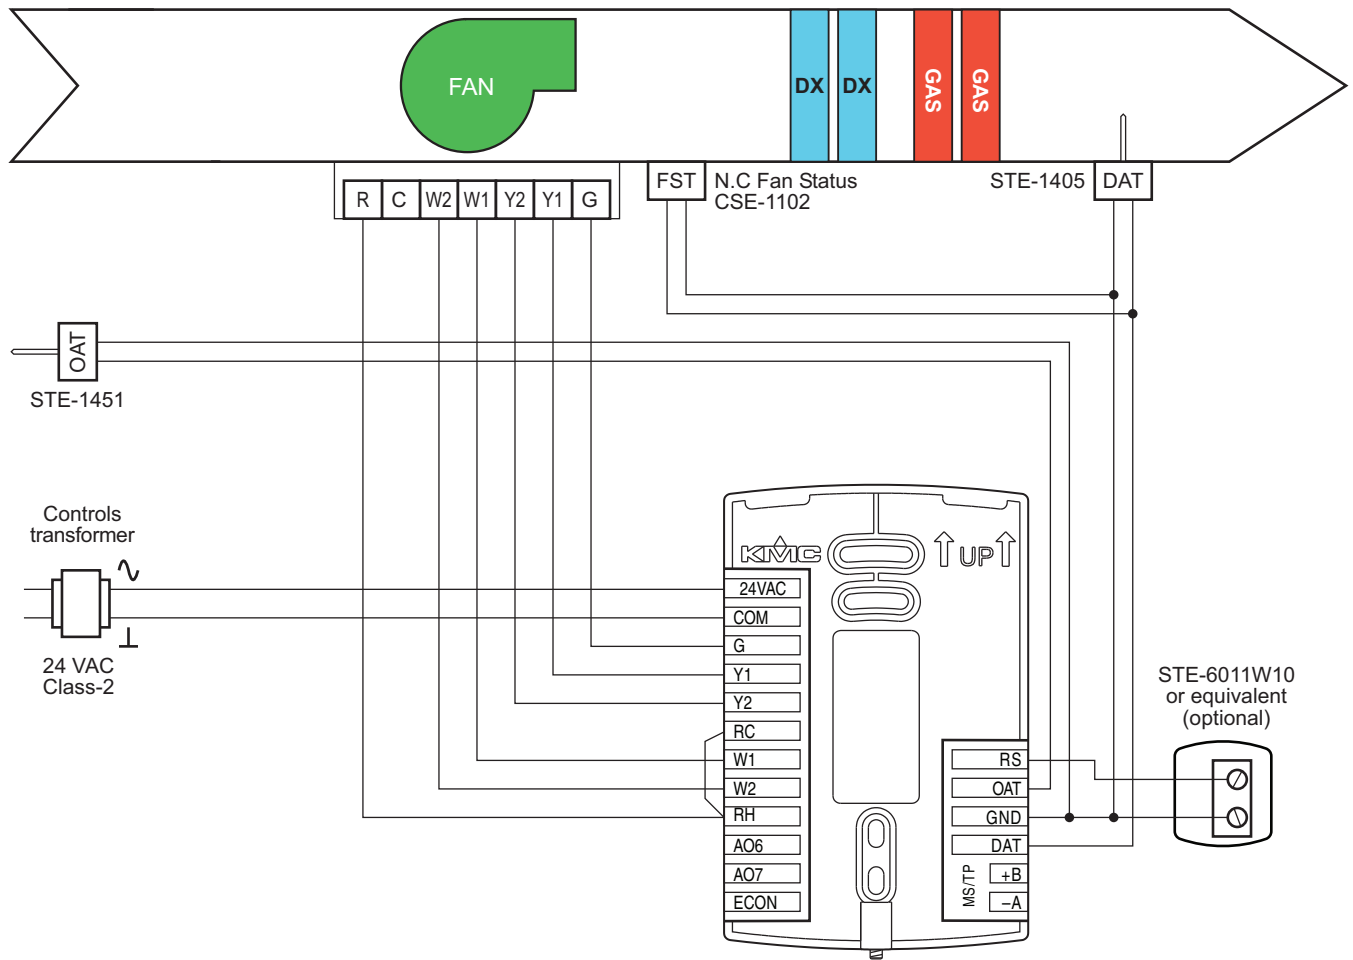 FAN
DX
DX
GAS
GAS
R
C
W2
W1
Y2
Y1
G
FST
N.C Fan Status
CSE-1102
STE-1405
DAT
OAT
STE-1451
Controls
transformer
24 VAC
Class-2
KMC
UP
24VAC
COM
G
Y1
Y2
RC
W1
W2
RH
AO6
AO7
ECON
RS
OAT
GND
DAT
MS/TP
+B
–A
STE-6011W10
or equivalent
(optional)